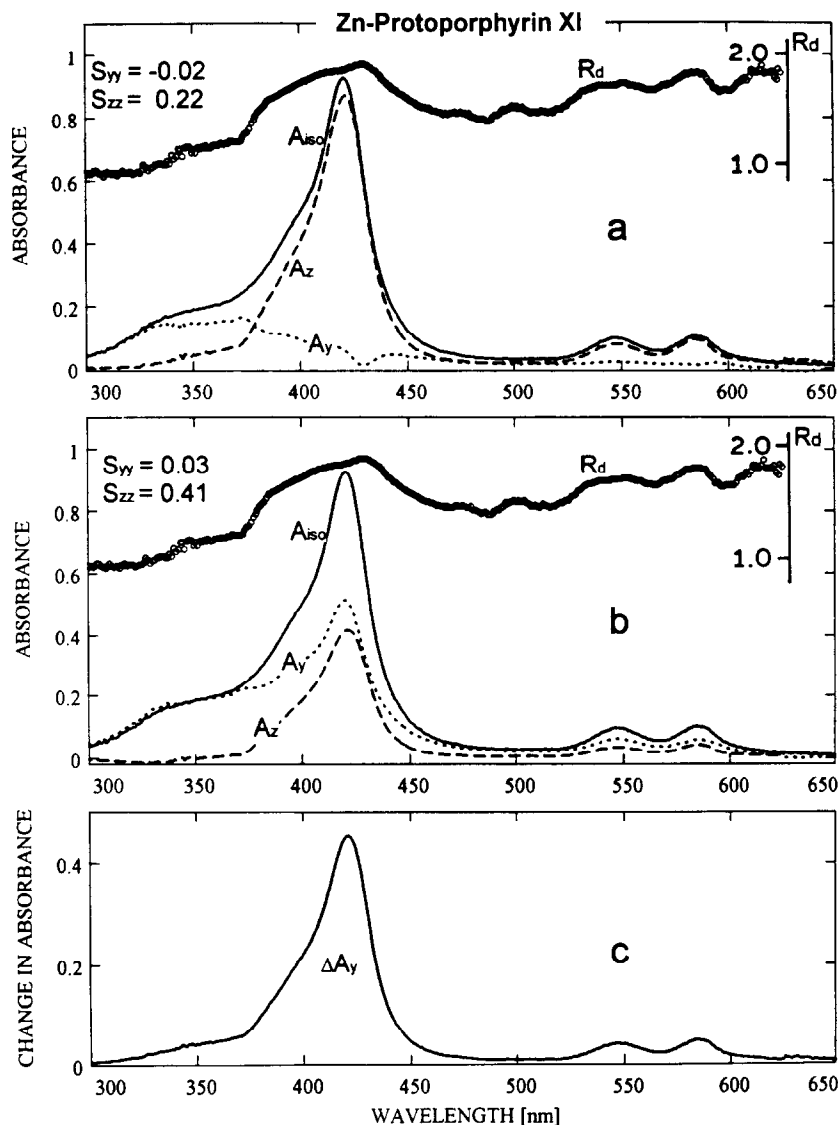 Zn-Protoporphyrin XI
1
0.8
0.6
0.4
0.2
0
ABSORBANCE
Syy = -0.02
Szz = 0.22
Rd
2.0 Rd
1.0
Aiso
Az
Ay
a
300 350 400 450 500 550 600 650
1
0.8
0.6
0.4
0.2
0
ABSORBANCE
Syy = 0.03
Szz = 0.41
Rd
2.0 Rd
1.0
Aiso
Ay
Az
b
300 350 400 450 500 550 600 650
0.4
0.2
0
CHANGE IN ABSORBANCE
ΔAy
c
300 350 400 450 500 550 600 650
WAVELENGTH [nm]